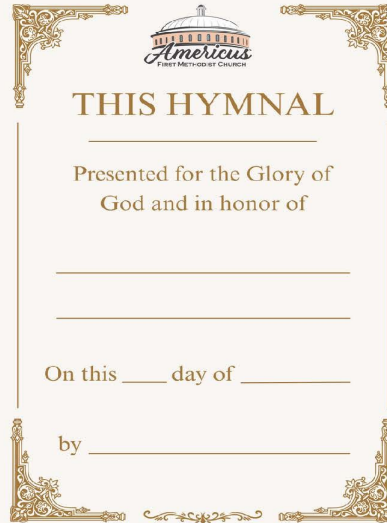 Americus
FIRST METHODIST CHURCH
THIS HYMNAL
Presented for the Glory of
God and in honor of
On this ____ day of __________
by ________________________